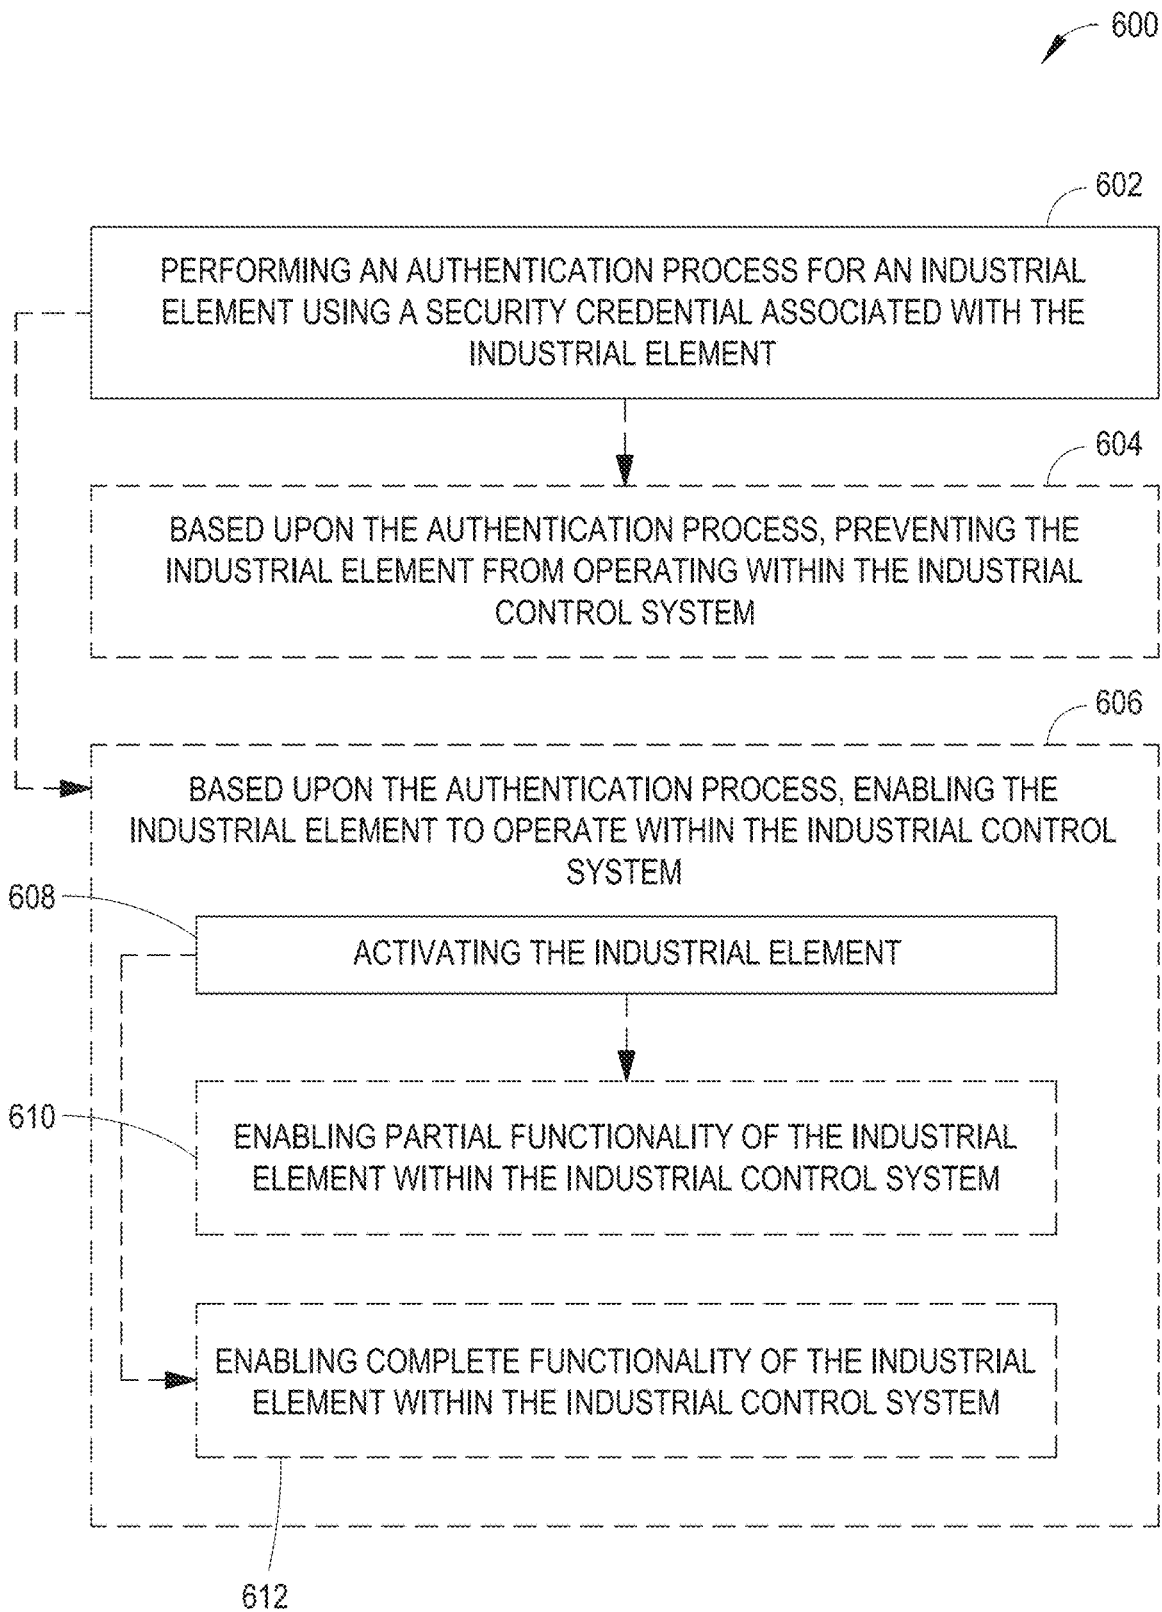 600
602
PERFORMING AN AUTHENTICATION PROCESS FOR AN INDUSTRIAL
ELEMENT USING A SECURITY CREDENTIAL ASSOCIATED WITH THE
INDUSTRIAL ELEMENT
604
BASED UPON THE AUTHENTICATION PROCESS, PREVENTING THE
INDUSTRIAL ELEMENT FROM OPERATING WITHIN THE INDUSTRIAL
CONTROL SYSTEM
606
BASED UPON THE AUTHENTICATION PROCESS, ENABLING THE
INDUSTRIAL ELEMENT TO OPERATE WITHIN THE INDUSTRIAL CONTROL
SYSTEM
608
ACTIVATING THE INDUSTRIAL ELEMENT
610
ENABLING PARTIAL FUNCTIONALITY OF THE INDUSTRIAL
ELEMENT WITHIN THE INDUSTRIAL CONTROL SYSTEM
ENABLING COMPLETE FUNCTIONALITY OF THE INDUSTRIAL
ELEMENT WITHIN THE INDUSTRIAL CONTROL SYSTEM
612